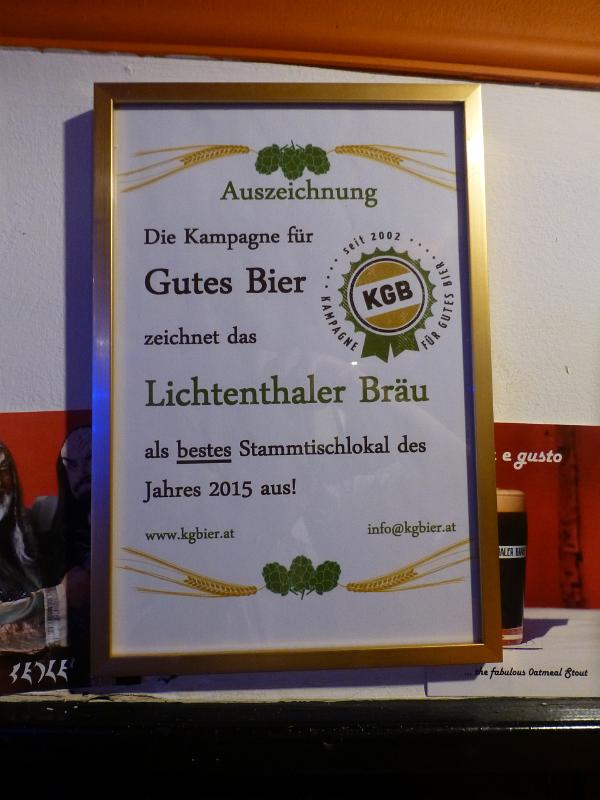 Auszeichnung
Die Kampagne für
Gutes Bier
zeichnet das
Lichtenthaler Bräu
als bestes Stammtischlokal des
Jahres 2015 aus!
www.kgbier.at
info@kgbier.at
seit 2002
KAMPAGNE
FÜR GUTES BIER
KGB
e gusto
... the fabulous Oatmeal Stout